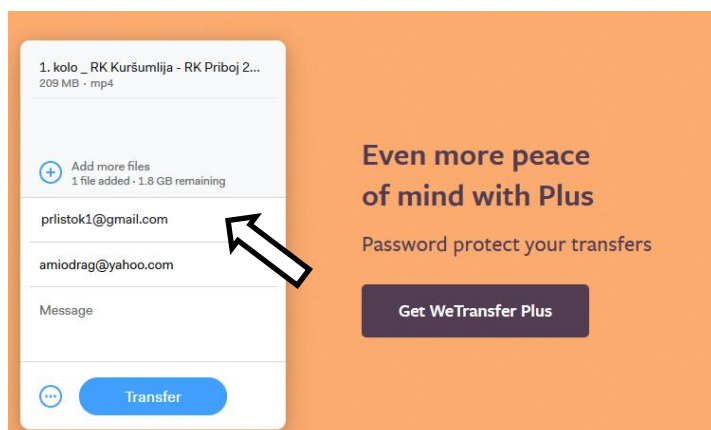 1. kolo _ RK Kuršumlija - RK Priboj 2...
209 MB · mp4
Add more files
1 file added · 1.8 GB remaining
prlistok1@gmail.com
amiodrag@yahoo.com
Message
Transfer
Even more peace
of mind with Plus
Password protect your transfers
Get WeTransfer Plus